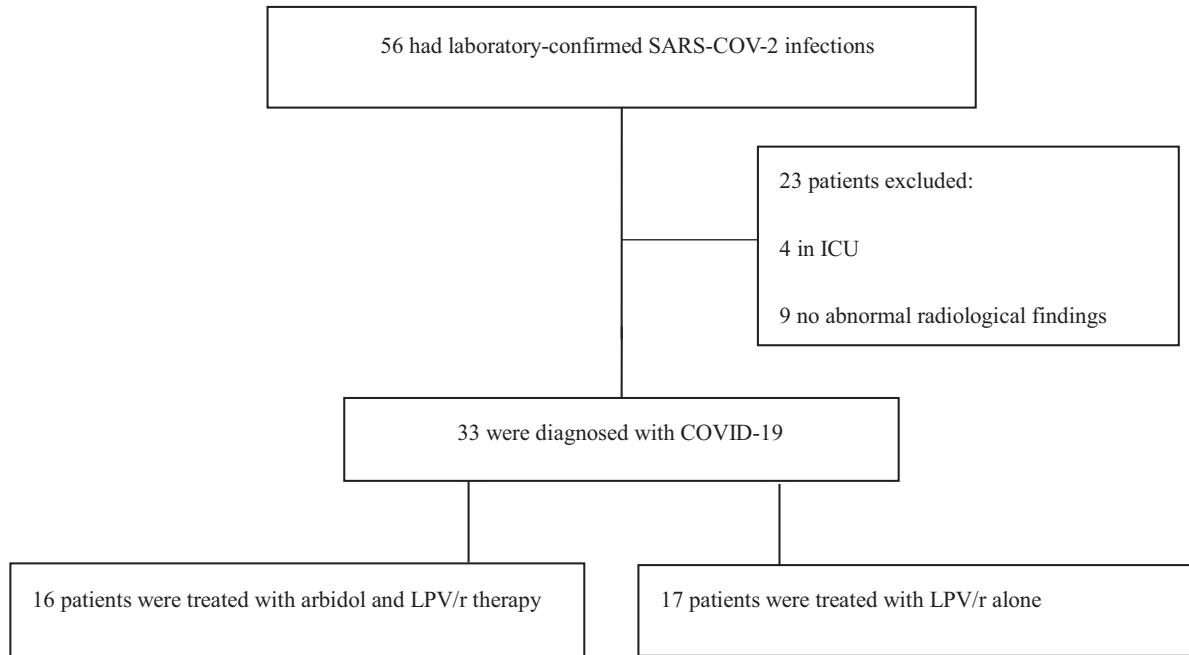 56 had laboratory-confirmed SARS-COV-2 infections
23 patients excluded:
4 in ICU
9 no abnormal radiological findings
33 were diagnosed with COVID-19
16 patients were treated with arbidol and LPV/r therapy
17 patients were treated with LPV/r alone